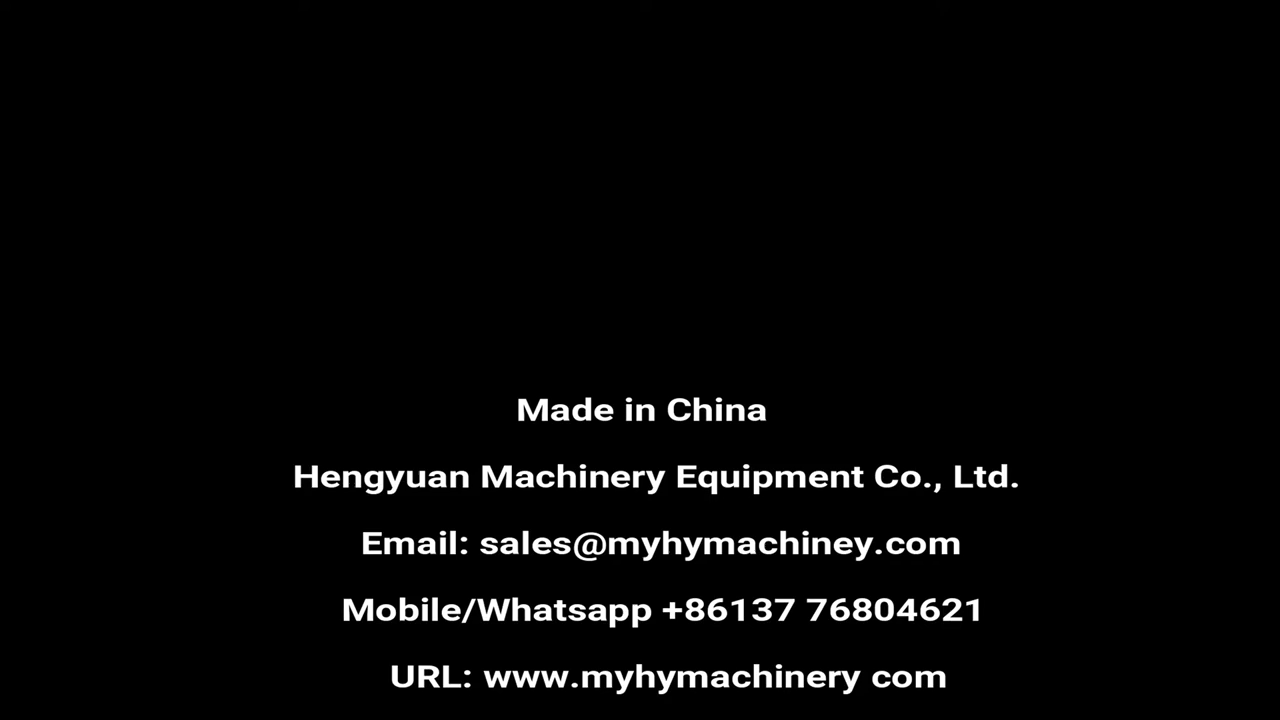 Made in China
Hengyuan Machinery Equipment Co., Ltd.
Email: sales@myhymachiney.com
Mobile/Whatsapp +86137 76804621
URL: www.myhymachinery com